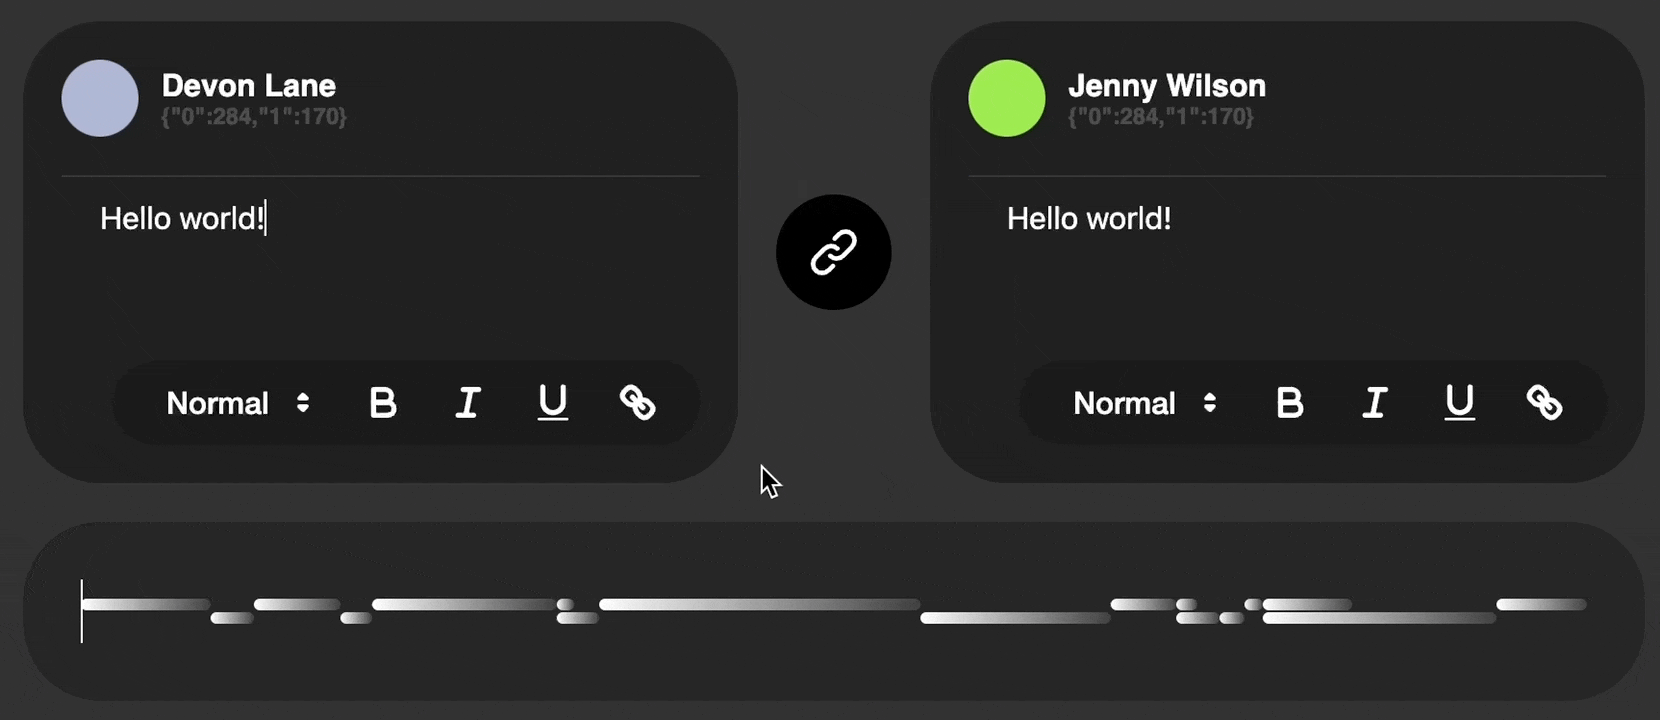 Devon Lane
{"0":284,"1":170}
Hello world!
Normal B I U
Jenny Wilson
{"0":284,"1":170}
Hello world!
Normal B I U